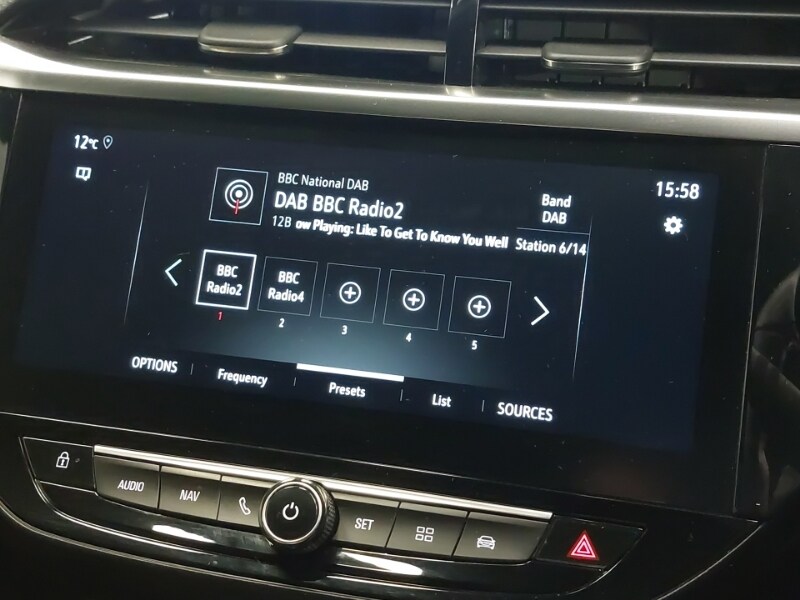 12°C
15:58
BBC National DAB
DAB BBC Radio2
12B ow Playing: Like To Get To Know You Well
Band
DAB
Station 6/14
BBC
Radio2
BBC
Radio4
1
2
3
4
5
OPTIONS
Frequency
Presets
List
SOURCES
AUDIO
NAV
SET